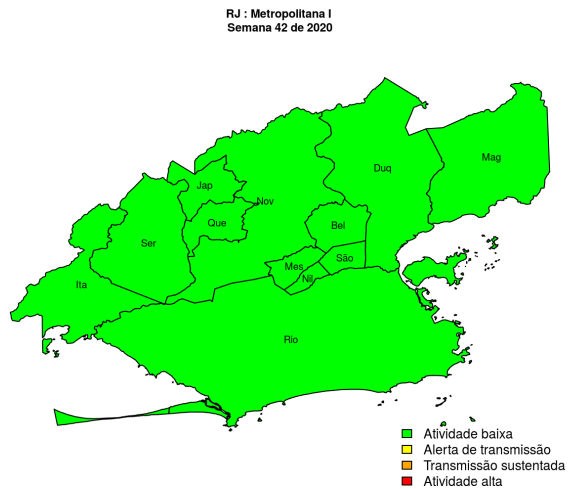 RJ : Metropolitana I
Semana 42 de 2020
Mag
Duq
Jap
Nov
Que
Bel
Ser
São
Mes
Nil
Ita
Rio
Atividade baixa
Alerta de transmissão
Transmissão sustentada
Atividade alta